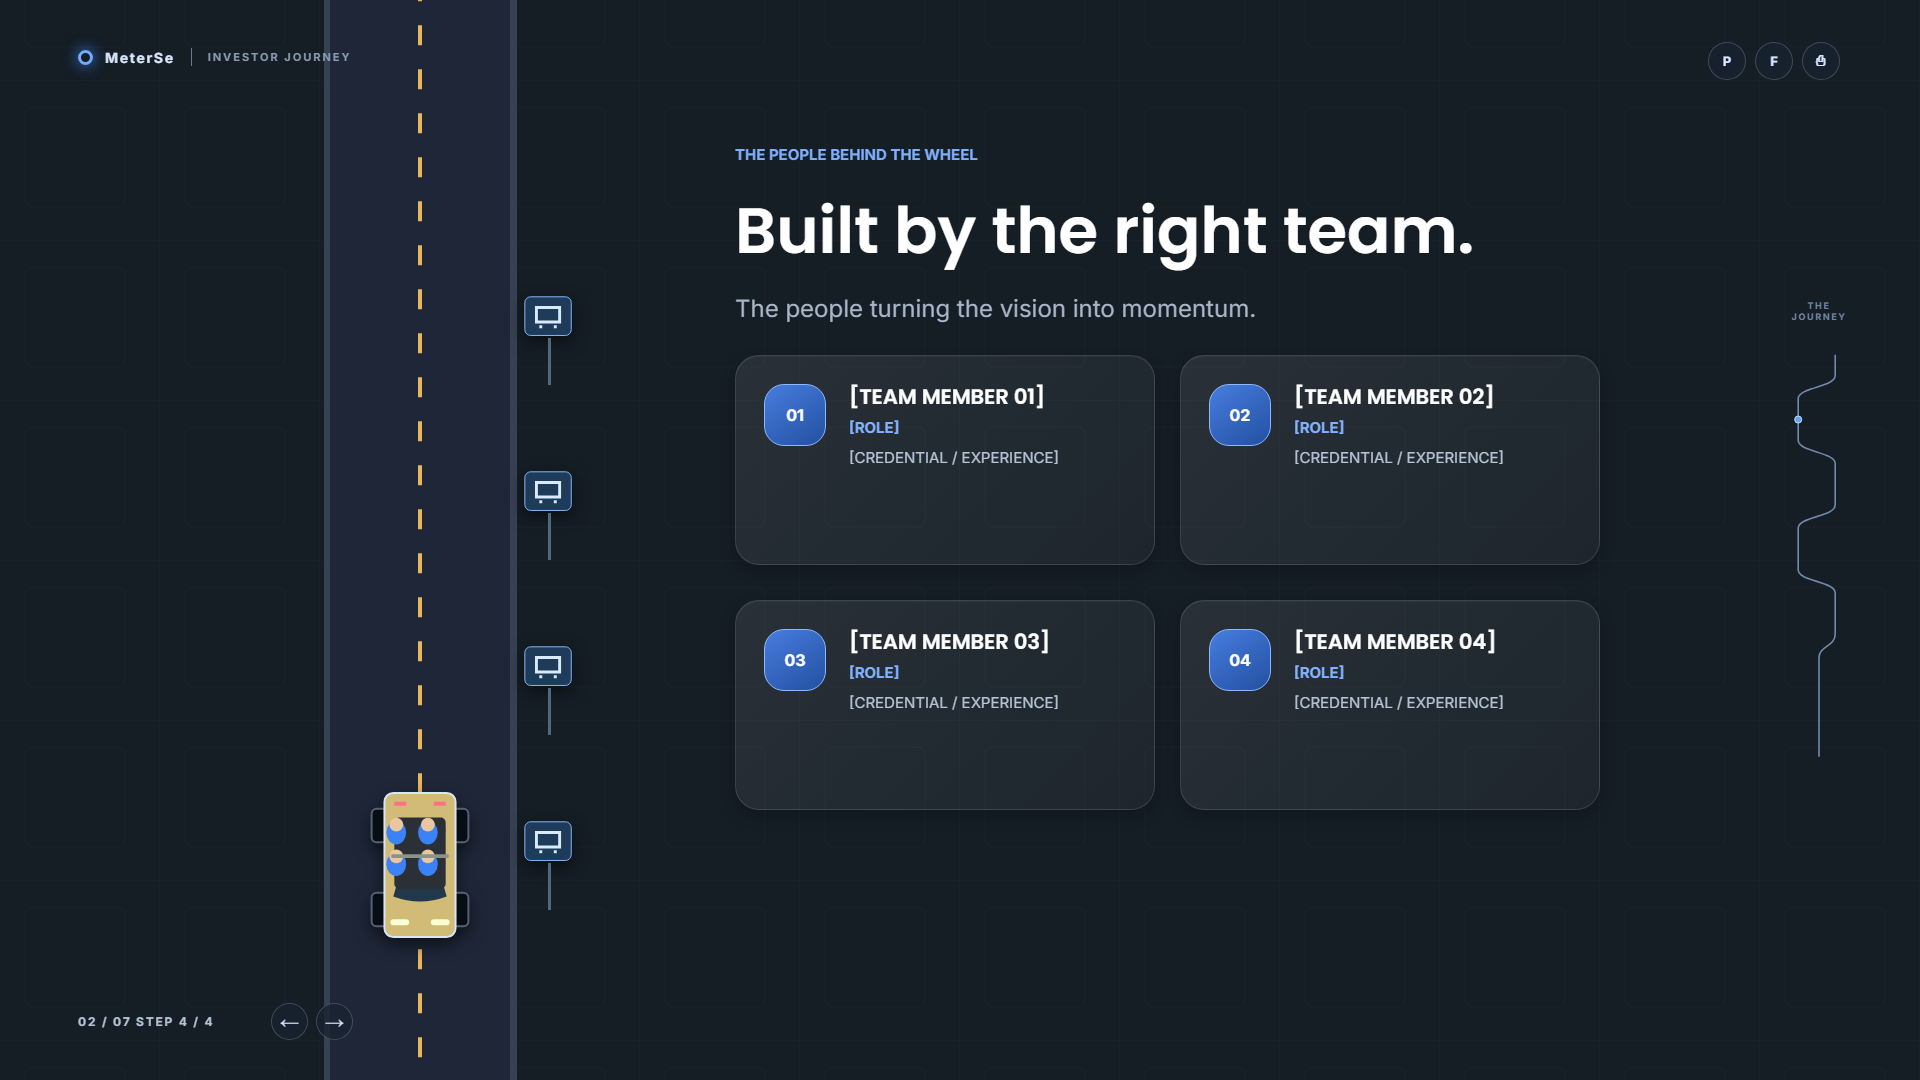 MeterSe
INVESTOR JOURNEY
P
F
THE PEOPLE BEHIND THE WHEEL
Built by the right team.
The people turning the vision into momentum.
THE
JOURNEY
01
[TEAM MEMBER 01]
[ROLE]
[CREDENTIAL / EXPERIENCE]
02
[TEAM MEMBER 02]
[ROLE]
[CREDENTIAL / EXPERIENCE]
03
[TEAM MEMBER 03]
[ROLE]
[CREDENTIAL / EXPERIENCE]
04
[TEAM MEMBER 04]
[ROLE]
[CREDENTIAL / EXPERIENCE]
02 / 07 STEP 4 / 4
← →